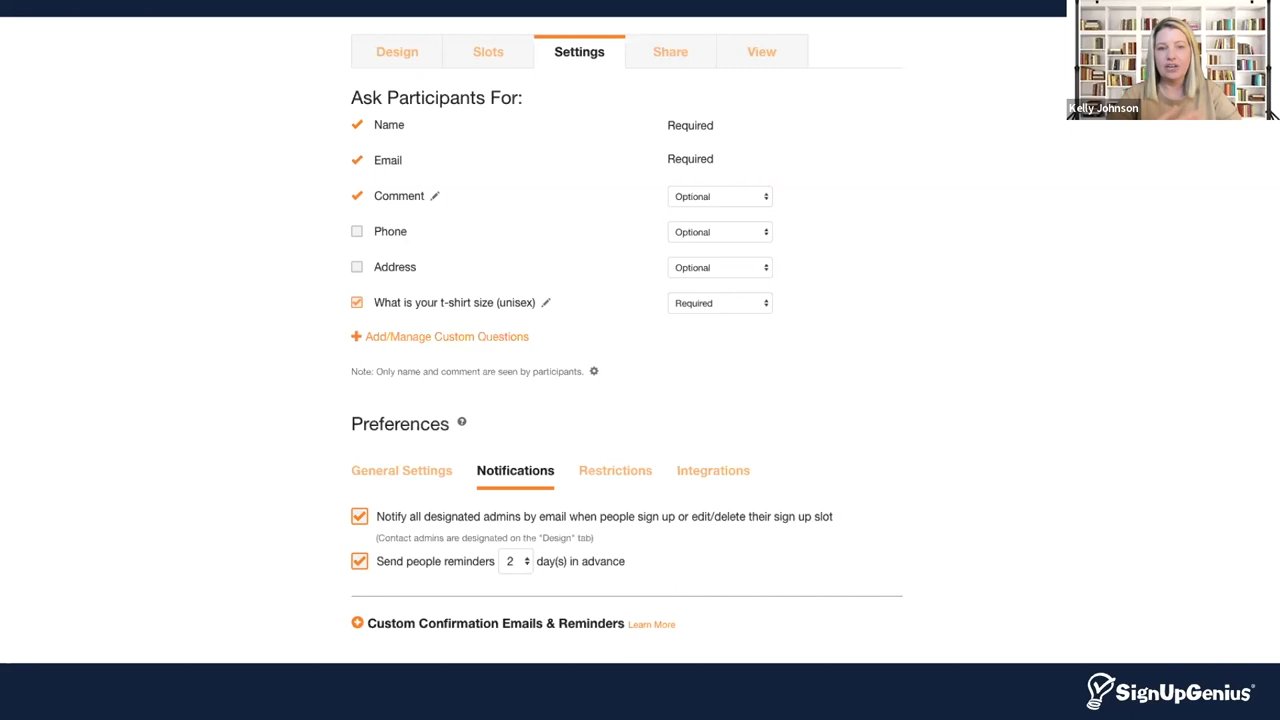 Design Slots Settings Share View
Kelly Johnson
Ask Participants For:
Name Required
Email Required
Comment Optional
Phone Optional
Address Optional
What is your t-shirt size (unisex) Required
Add/Manage Custom Questions
Note: Only name and comment are seen by participants.
Preferences
General Settings Notifications Restrictions Integrations
Notify all designated admins by email when people sign up or edit/delete their sign up slot
(Contact admins are designated on the "Design" tab)
Send people reminders 2 day(s) in advance
Custom Confirmation Emails & Reminders Learn More
SignUpGenius®